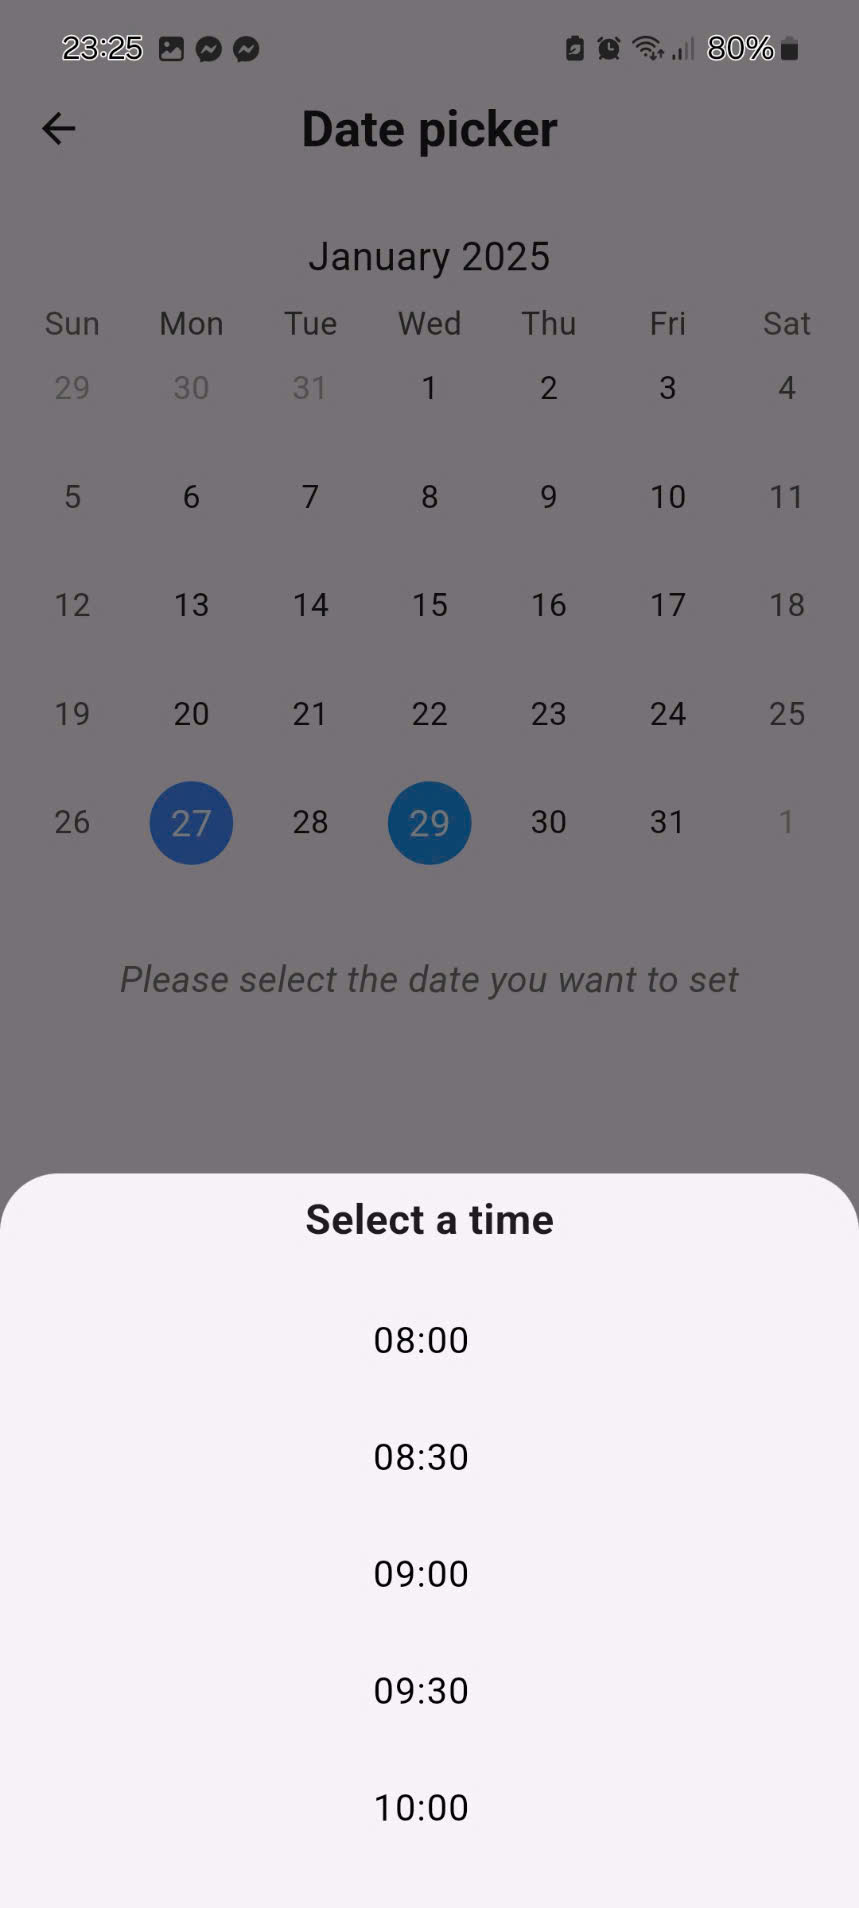 23:25 80%
Date picker
January 2025
Sun Mon Tue Wed Thu Fri Sat
29 30 31 1 2 3 4
5 6 7 8 9 10 11
12 13 14 15 16 17 18
19 20 21 22 23 24 25
26 27 28 29 30 31 1
Please select the date you want to set
Select a time
08:00
08:30
09:00
09:30
10:00